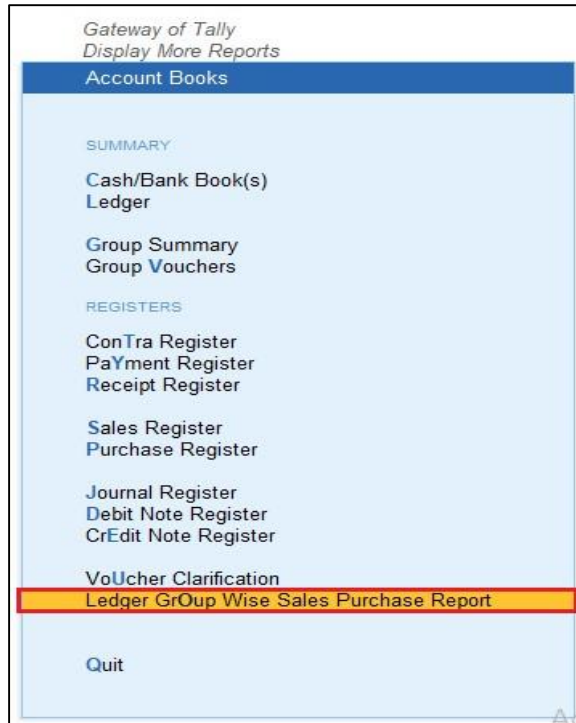 Gateway of Tally
Display More Reports
Account Books
SUMMARY
Cash/Bank Book(s)
Ledger
Group Summary
Group Vouchers
REGISTERS
ConTra Register
PaYment Register
Receipt Register
Sales Register
Purchase Register
Journal Register
Debit Note Register
CrEdit Note Register
VoUcher Clarification
Ledger GrOup Wise Sales Purchase Report
Quit